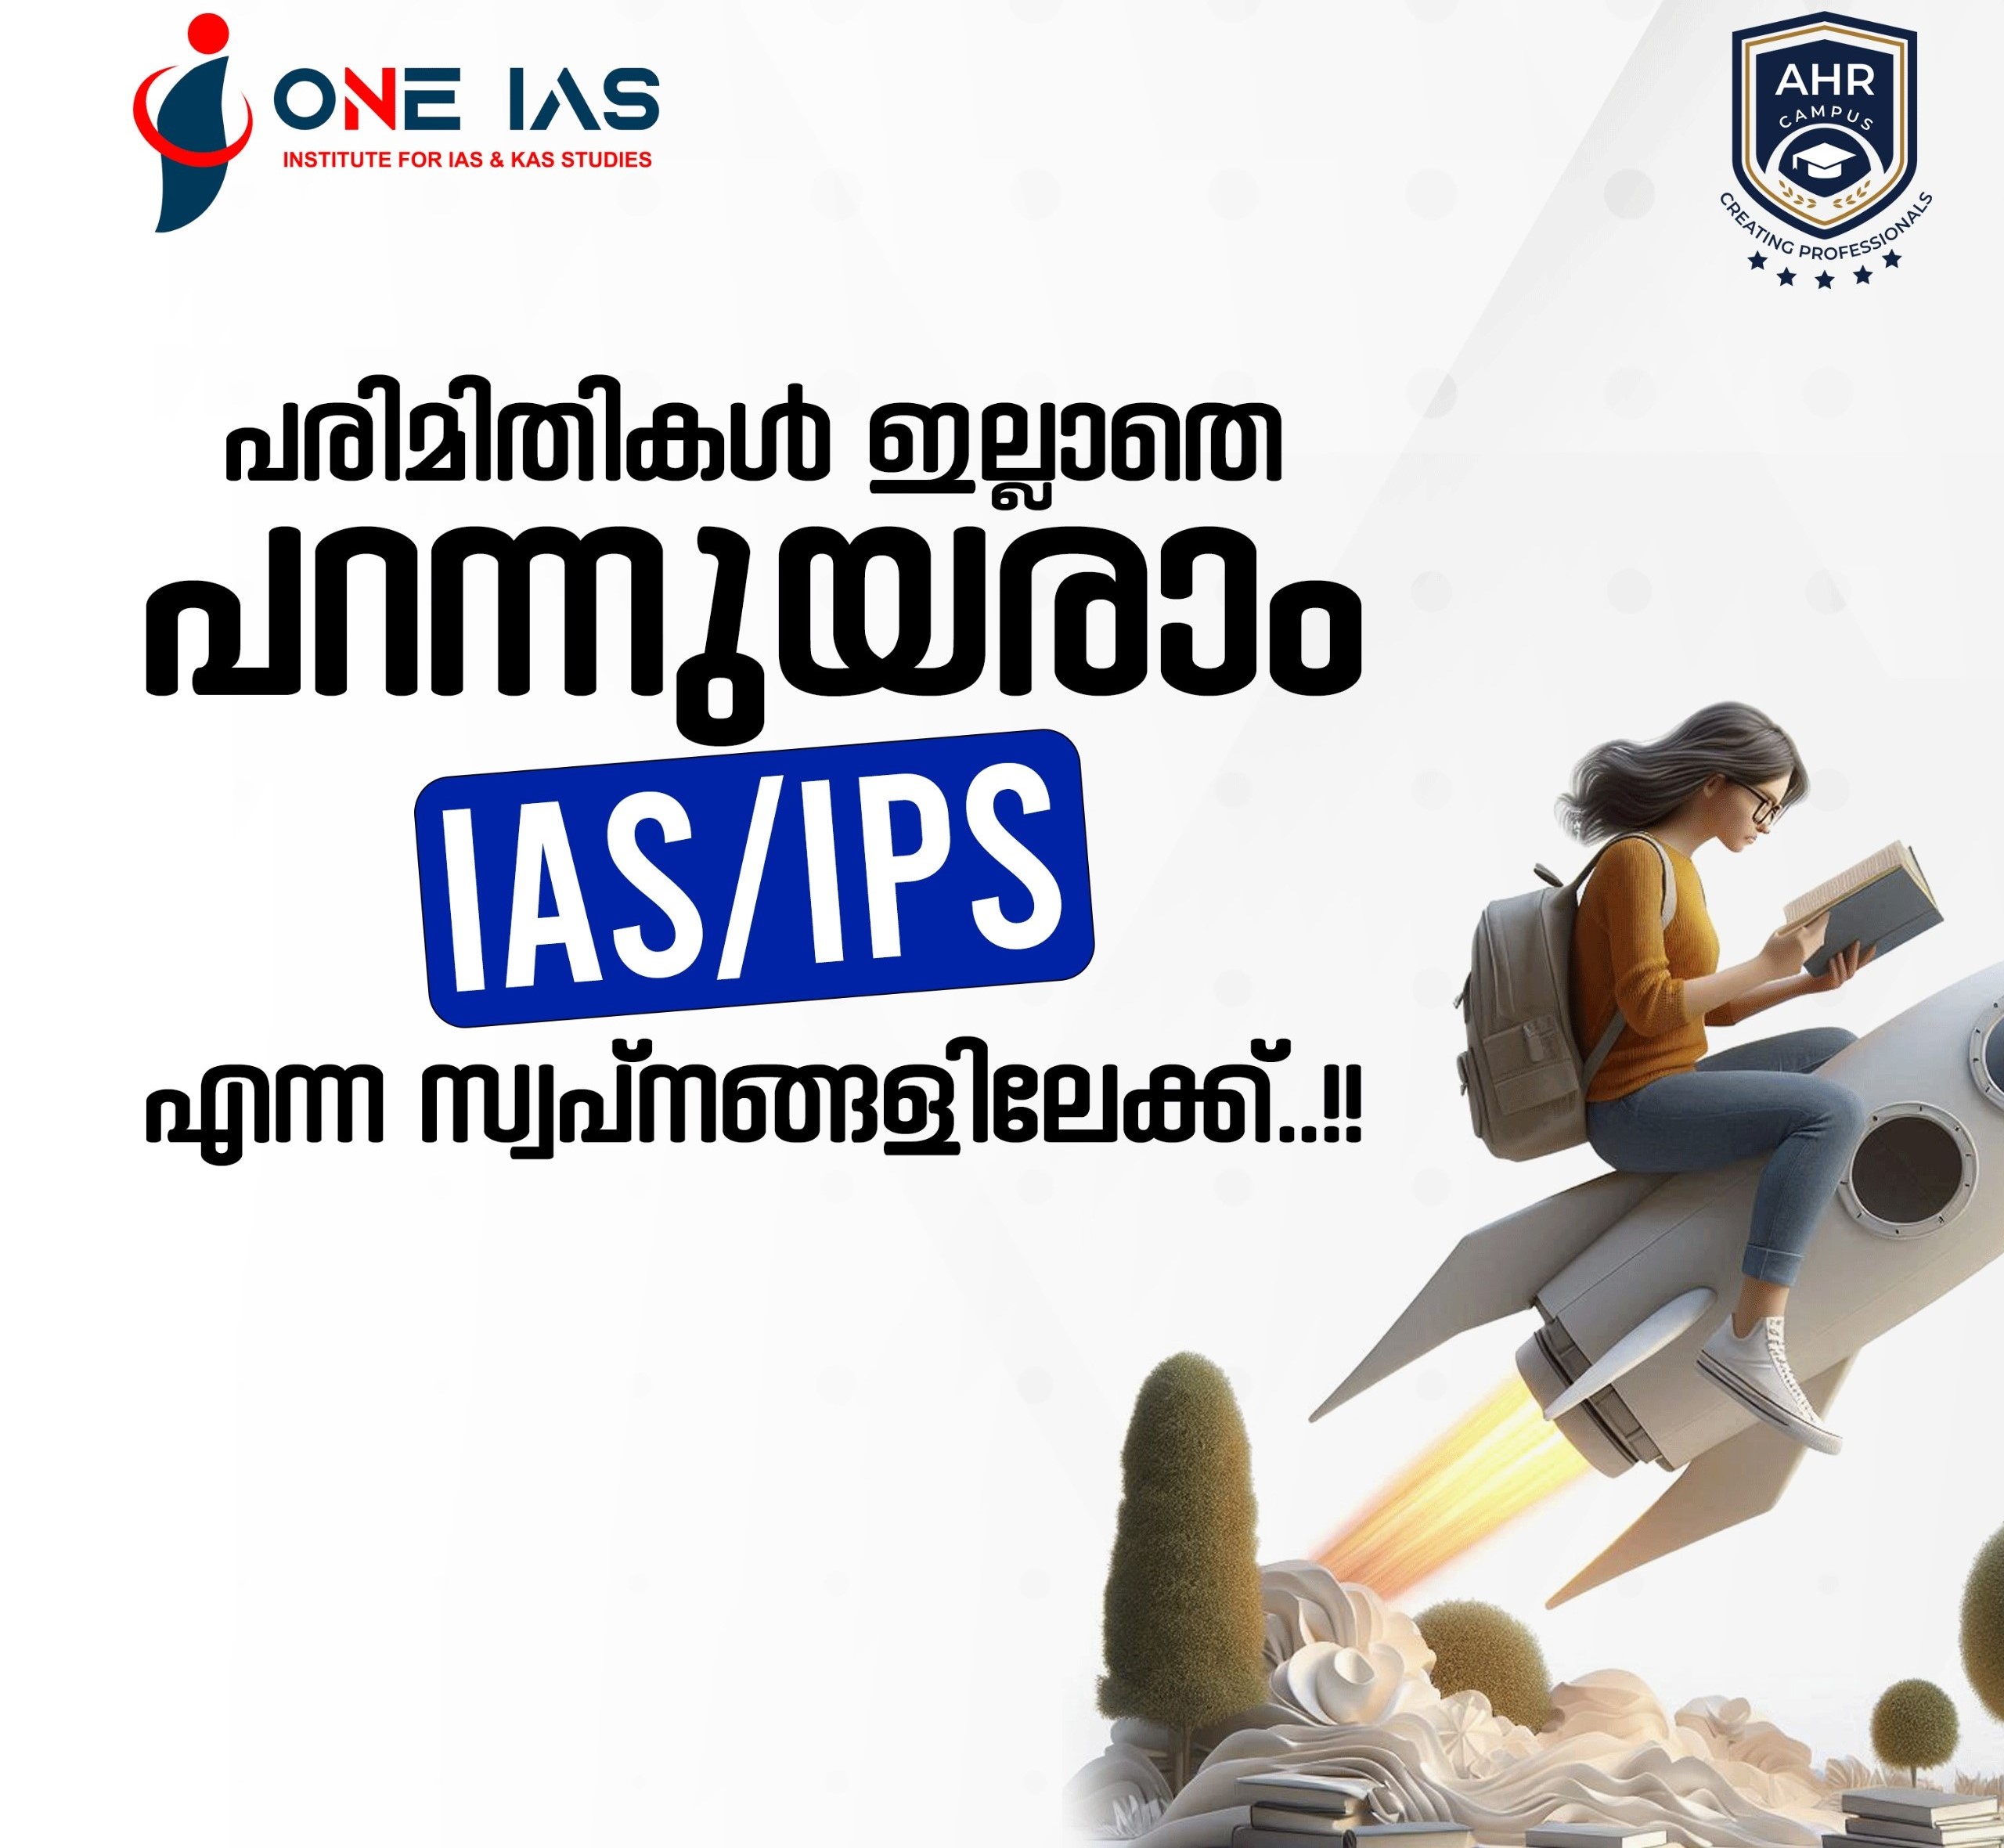 ONE IAS
INSTITUTE FOR IAS & KAS STUDIES
AHR
CAMPUS
CREATING PROFESSIONALS
പരിമിതികൾ ഇല്ലാതെ
പറന്നുയരാം
IAS/IPS
എന്ന സ്വപ്നങ്ങളിലേക്ക്..!!